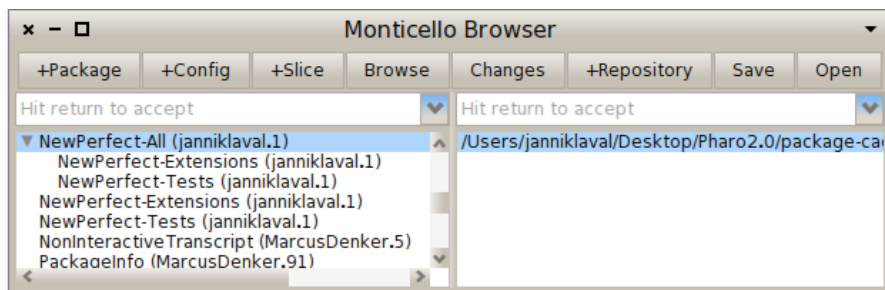 Monticello Browser
+Package +Config +Slice Browse Changes +Repository Save Open
Hit return to accept Hit return to accept
NewPerfect-All (janniklaval.1) /Users/janniklaval/Desktop/Pharo2.0/package-cac
NewPerfect-Extensions (janniklaval.1)
NewPerfect-Tests (janniklaval.1)
NewPerfect-Extensions (janniklaval.1)
NewPerfect-Tests (janniklaval.1)
NonInteractiveTranscript (MarcusDenker.5)
PackageInfo (MarcusDenker.91)